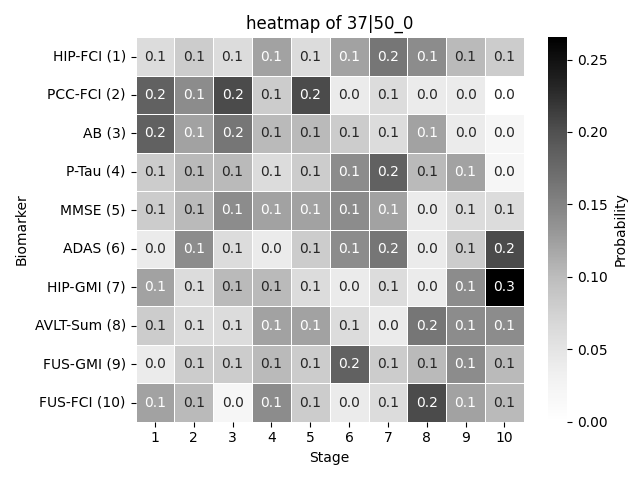 heatmap of 37|50_0
HIP-FCI (1) 0.1 0.1 0.1 0.1 0.1 0.1 0.2 0.1 0.1 0.1
PCC-FCI (2) 0.2 0.1 0.2 0.1 0.2 0.0 0.1 0.0 0.0 0.0
AB (3) 0.2 0.1 0.2 0.1 0.1 0.1 0.1 0.1 0.0 0.0
P-Tau (4) 0.1 0.1 0.1 0.1 0.1 0.1 0.2 0.1 0.1 0.0
MMSE (5) 0.1 0.1 0.1 0.1 0.1 0.1 0.1 0.0 0.1 0.1
ADAS (6) 0.0 0.1 0.1 0.0 0.1 0.1 0.2 0.0 0.1 0.2
HIP-GMI (7) 0.1 0.1 0.1 0.1 0.1 0.0 0.1 0.0 0.1 0.3
AVLT-Sum (8) 0.1 0.1 0.1 0.1 0.1 0.1 0.0 0.2 0.1 0.1
FUS-GMI (9) 0.0 0.1 0.1 0.1 0.1 0.2 0.1 0.1 0.1 0.1
FUS-FCI (10) 0.1 0.1 0.0 0.1 0.1 0.0 0.1 0.2 0.1 0.1
1 2 3 4 5 6 7 8 9 10
Stage
Biomarker
0.25
0.20
0.15
0.10
0.05
0.00
Probability